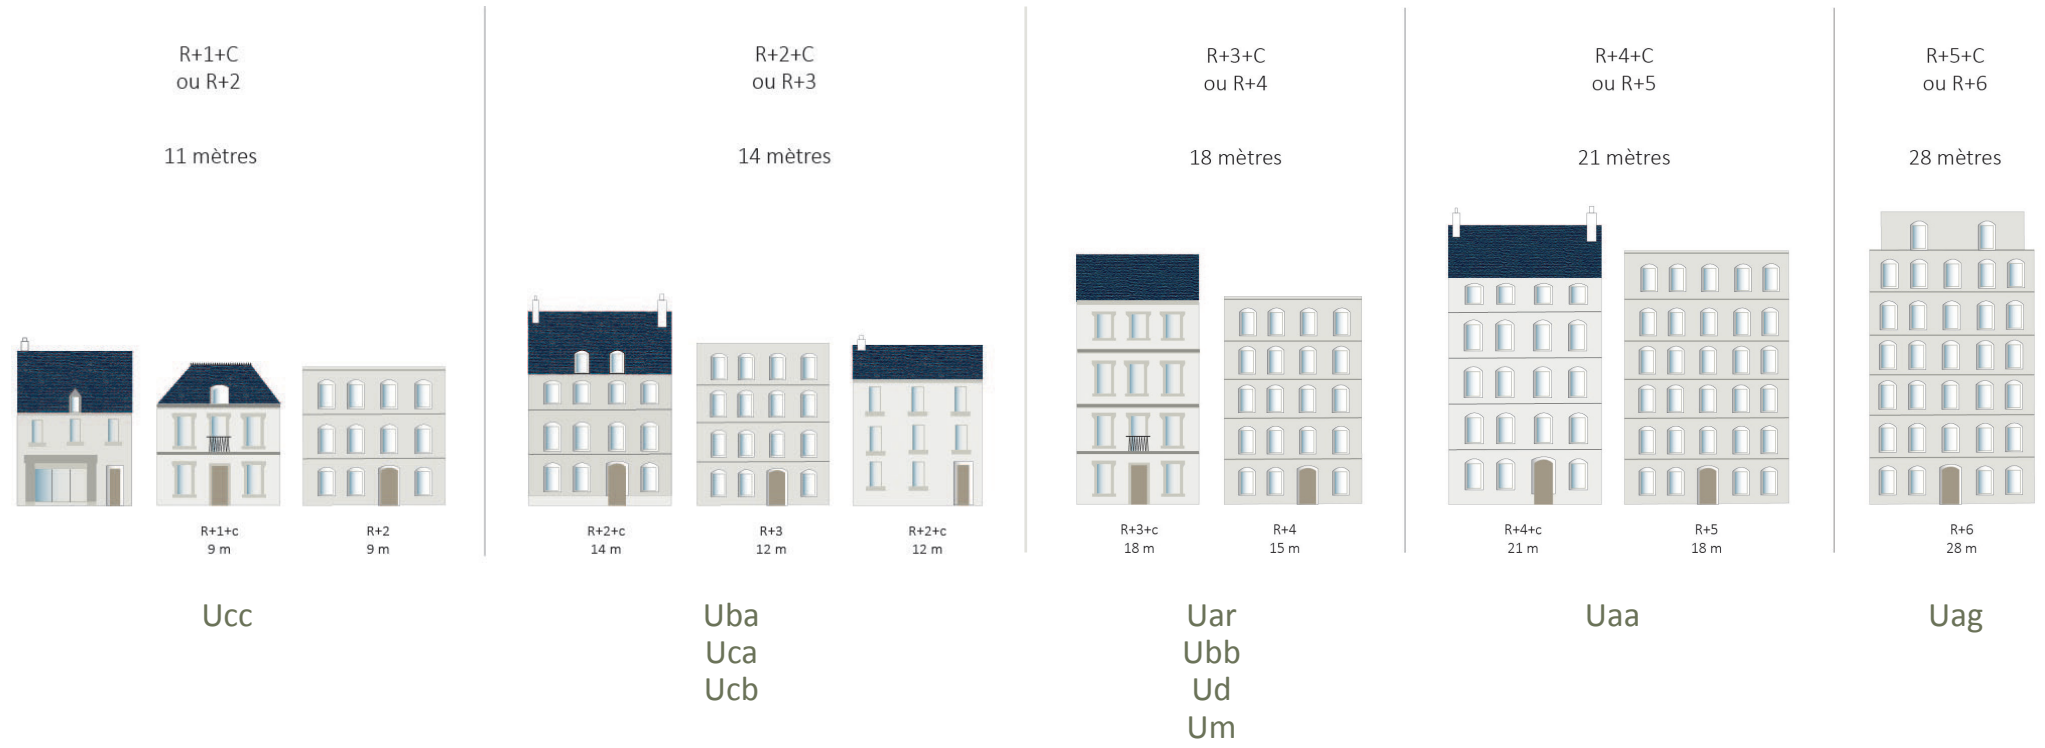 R+1+C
ou R+2
11 mètres
R+1+c
9 m
R+2
9 m
Ucc
R+2+C
ou R+3
14 mètres
R+2+c
14 m
R+3
12 m
R+2+c
12 m
Uba
Uca
Ucb
R+3+C
ou R+4
18 mètres
R+3+c
18 m
R+4
15 m
Uar
Ubb
Ud
Um
R+4+C
ou R+5
21 mètres
R+4+c
21 m
R+5
18 m
Uaa
R+5+C
ou R+6
28 mètres
R+6
28 m
Uag